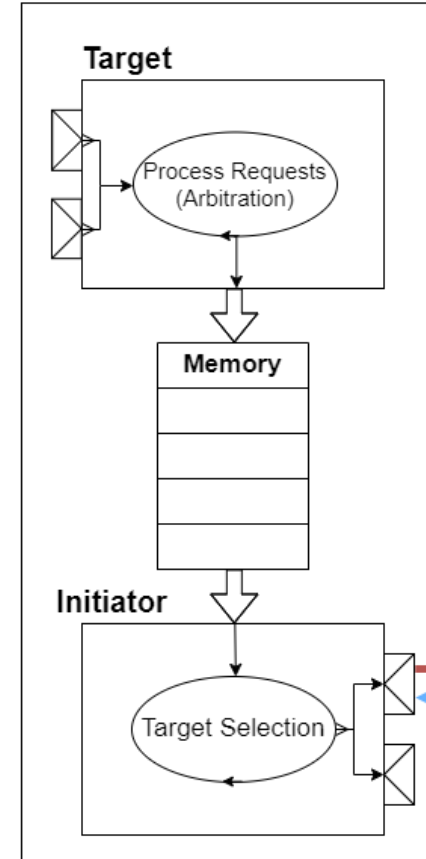 Target
Process Requests
(Arbitration)
Memory
Initiator
Target Selection